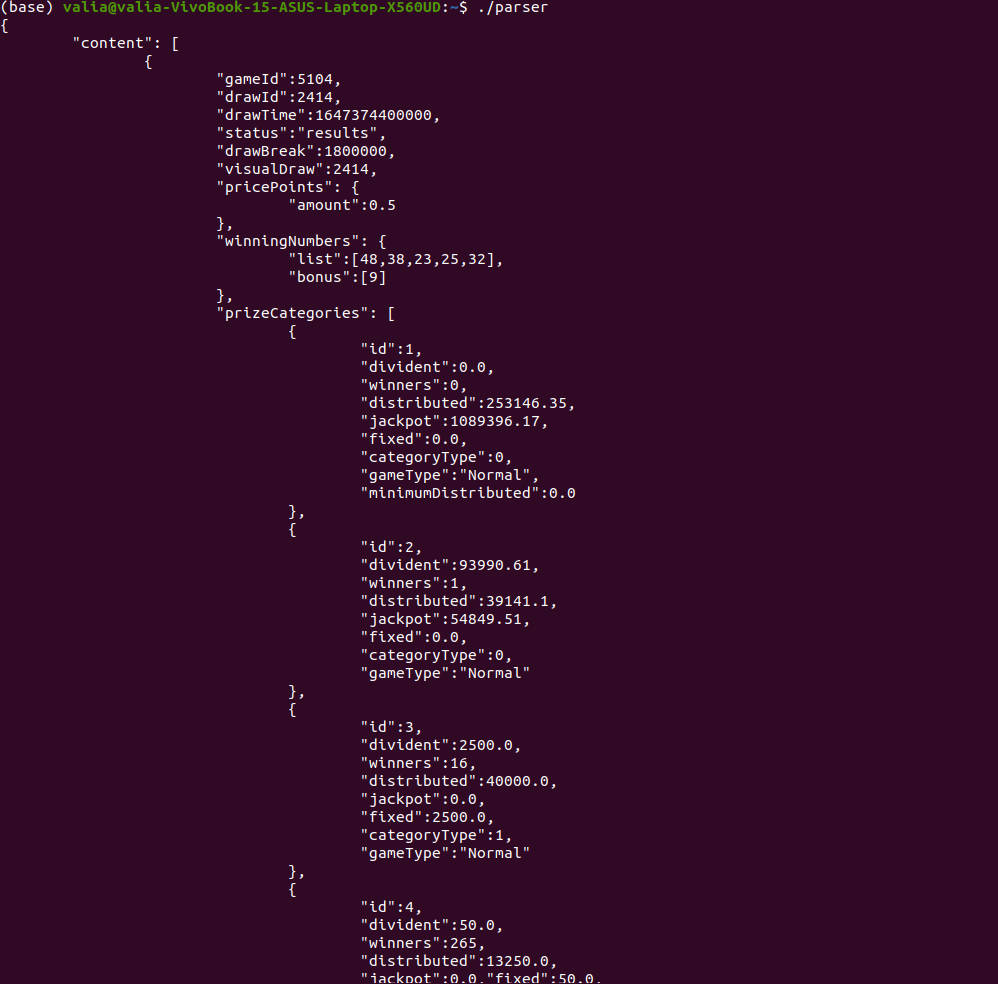 (base) valia@valia-VivoBook-15-ASUS-Laptop-X560UD:~$ ./parser
{
"content": [
{
"gameId":5104,
"drawId":2414,
"drawTime":1647374400000,
"status":"results",
"drawBreak":1800000,
"visualDraw":2414,
"pricePoints": {
"amount":0.5
},
"winningNumbers": {
"list":[48,38,23,25,32],
"bonus":[9]
},
"prizeCategories": [
{
"id":1,
"divident":0.0,
"winners":0,
"distributed":253146.35,
"jackpot":1089396.17,
"fixed":0.0,
"categoryType":0,
"gameType":"Normal",
"minimumDistributed":0.0
},
{
"id":2,
"divident":93990.61,
"winners":1,
"distributed":39141.1,
"jackpot":54849.51,
"fixed":0.0,
"categoryType":0,
"gameType":"Normal"
},
{
"id":3,
"divident":2500.0,
"winners":16,
"distributed":40000.0,
"jackpot":0.0,
"fixed":2500.0,
"categoryType":1,
"gameType":"Normal"
},
{
"id":4,
"divident":50.0,
"winners":265,
"distributed":13250.0,
"jackpot":0.0,"fixed":50.0,